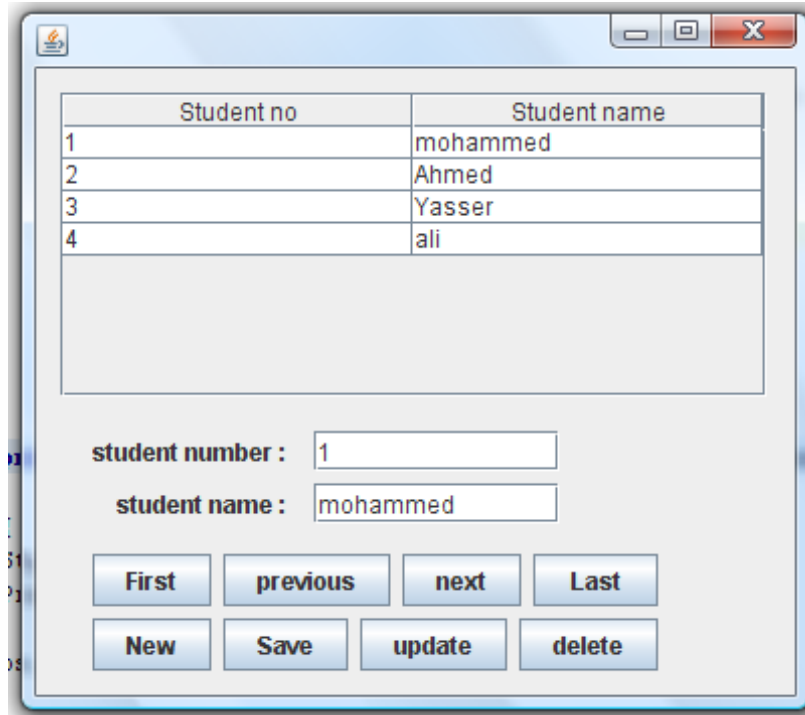 Student no Student name
1 mohammed
2 Ahmed
3 Yasser
4 ali
student number : 1
student name : mohammed
First previous next Last
New Save update delete